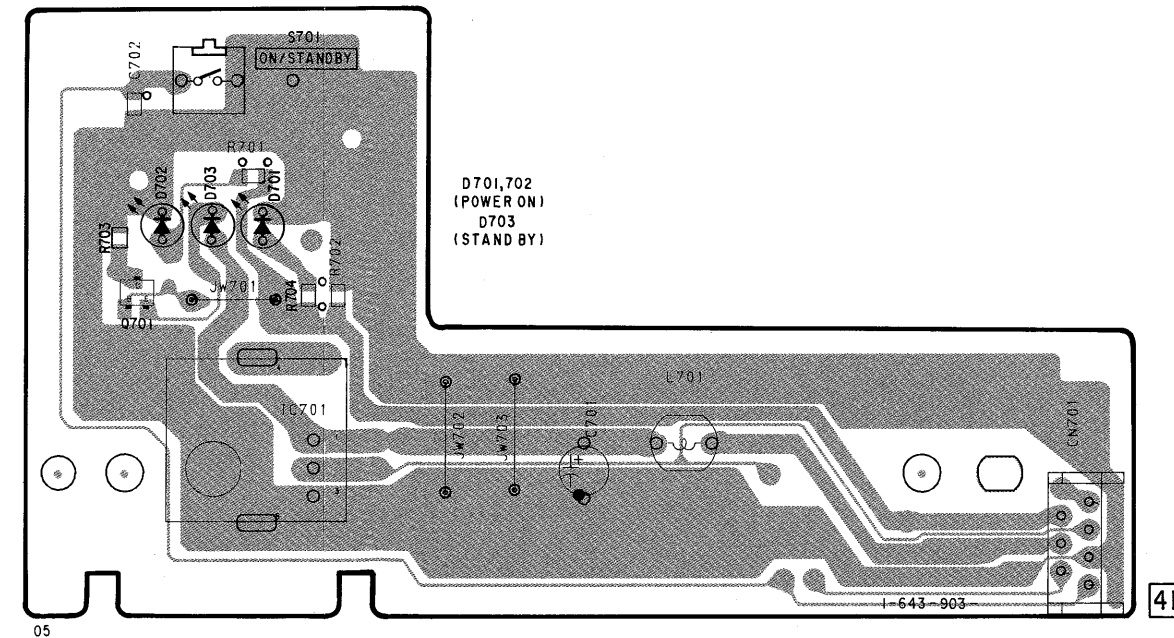 S701
ON/STANDBY
C702
R701
D702
D703
D701
D701,702
(POWER ON)
D703
(STAND BY)
R703
R702
JW701
R704
Q701
L701
IC701
JW702
JW703
C701
CN701
+
1-643-903-
05